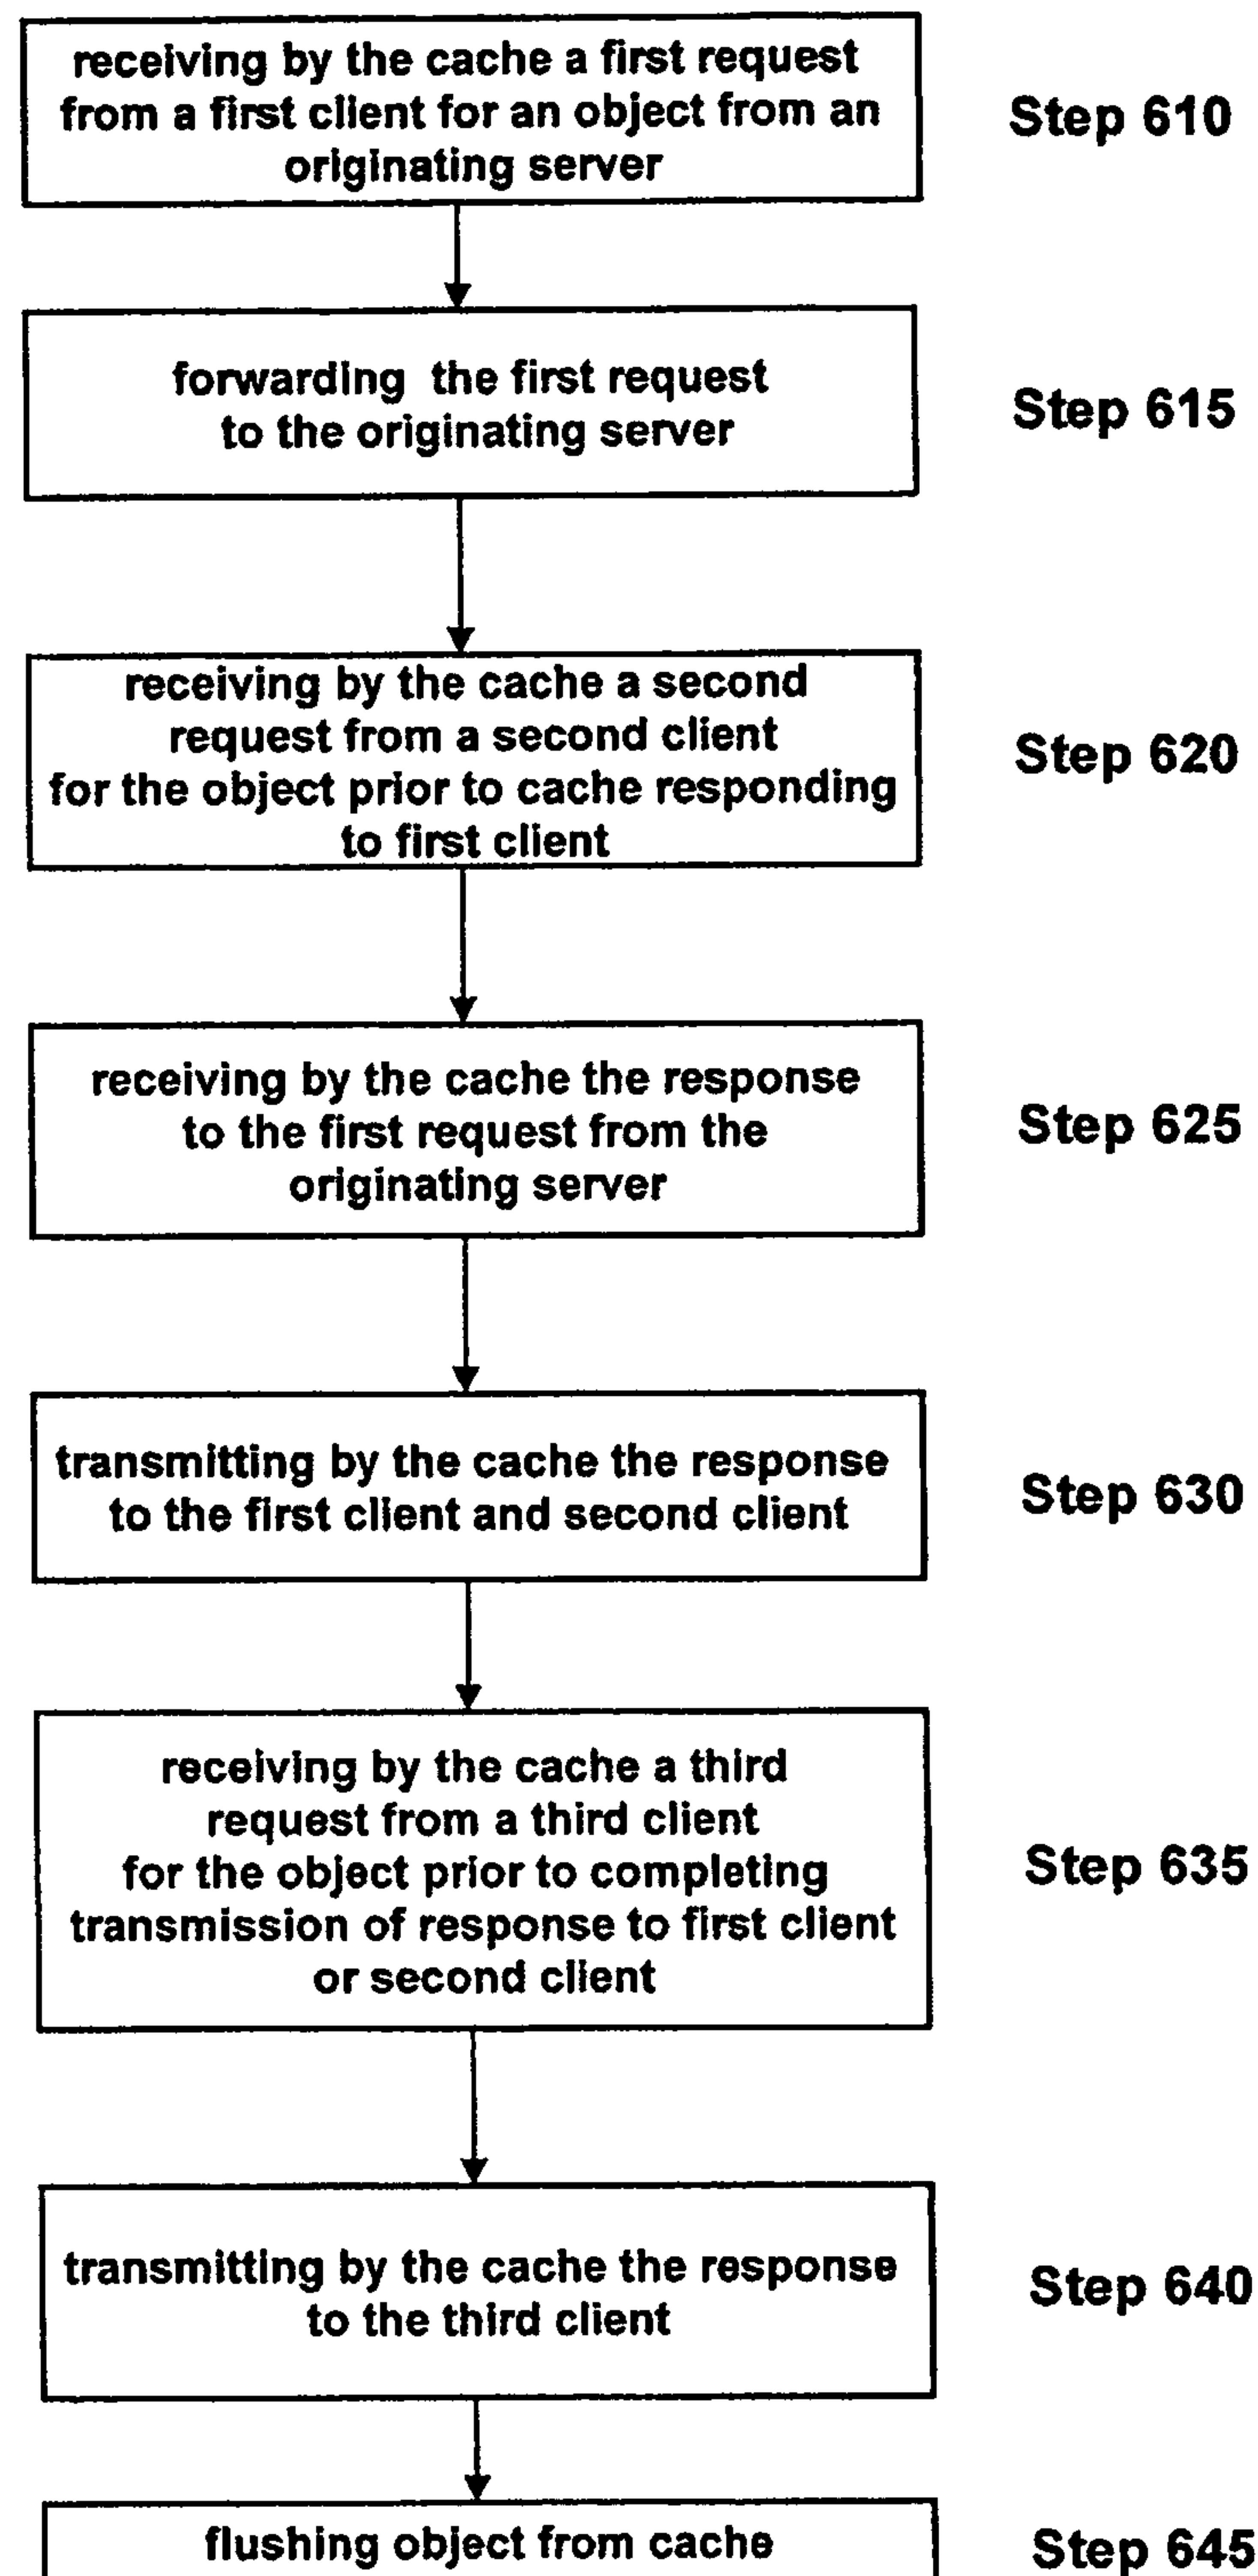 receiving by the cache a first request
from a first client for an object from an
originating server
Step 610
forwarding the first request
to the originating server
Step 615
receiving by the cache a second
request from a second client
for the object prior to cache responding
to first client
Step 620
receiving by the cache the response
to the first request from the
originating server
Step 625
transmitting by the cache the response
to the first client and second client
Step 630
receiving by the cache a third
request from a third client
for the object prior to completing
transmission of response to first client
or second client
Step 635
transmitting by the cache the response
to the third client
Step 640
flushing object from cache
Step 645